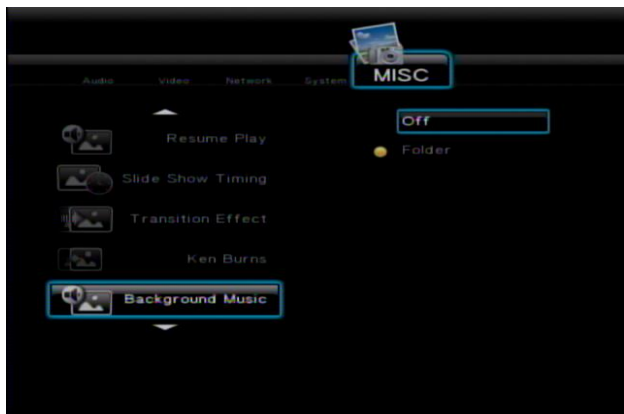 Audio Video Network System MISC
Resume Play
Slide Show Timing
Transition Effect
Ken Burns
Background Music
Off
Folder